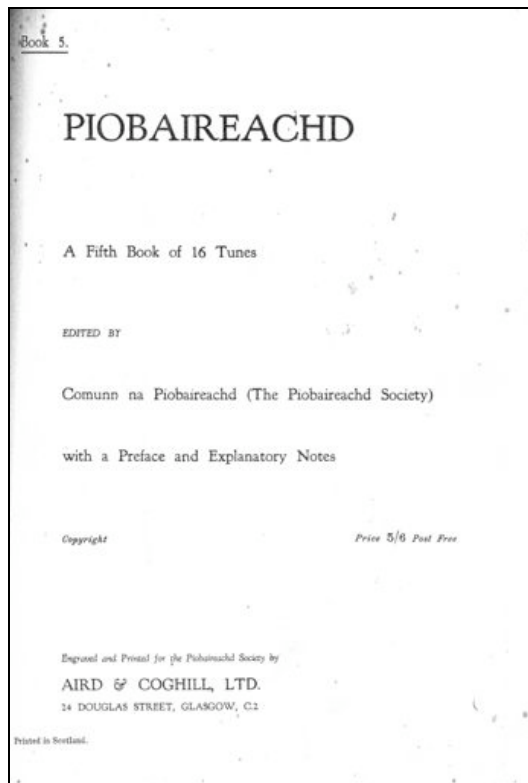 Book 5.
PIOBAIREACHD
A Fifth Book of 16 Tunes
EDITED BY
Comunn na Piobaireachd (The Piobaireachd Society)
with a Preface and Explanatory Notes
Copyright Price 5/6 Post Free
Engraved and Printed for the Piobaireachd Society by
AIRD & COGHILL, LTD.
24 DOUGLAS STREET, GLASGOW, C.2
Printed in Scotland.